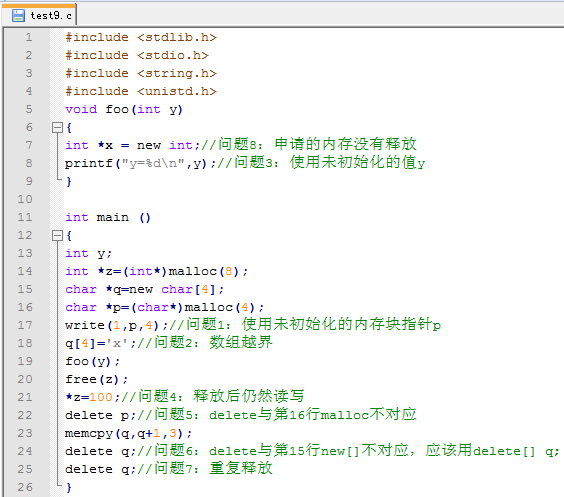 test9.c
1 #include <stdlib.h>
2 #include <stdio.h>
3 #include <string.h>
4 #include <unistd.h>
5 void foo(int y)
6 {
7 int *x = new int;//问题8：申请的内存没有释放
8 printf("y=%d\n",y);//问题3：使用未初始化的值y
9 }
10
11 int main ()
12 {
13 int y;
14 int *z=(int*)malloc(8);
15 char *q=new char[4];
16 char *p=(char*)malloc(4);
17 write(1,p,4);//问题1：使用未初始化的内存块指针p
18 q[4]='x';//问题2：数组越界
19 foo(y);
20 free(z);
21 *z=100;//问题4：释放后仍然读写
22 delete p;//问题5：delete与第16行malloc不对应
23 memcpy(q,q+1,3);
24 delete q;//问题6：delete与第15行new[]不对应，应该用delete[] q;
25 delete q;//问题7：重复释放
26 }